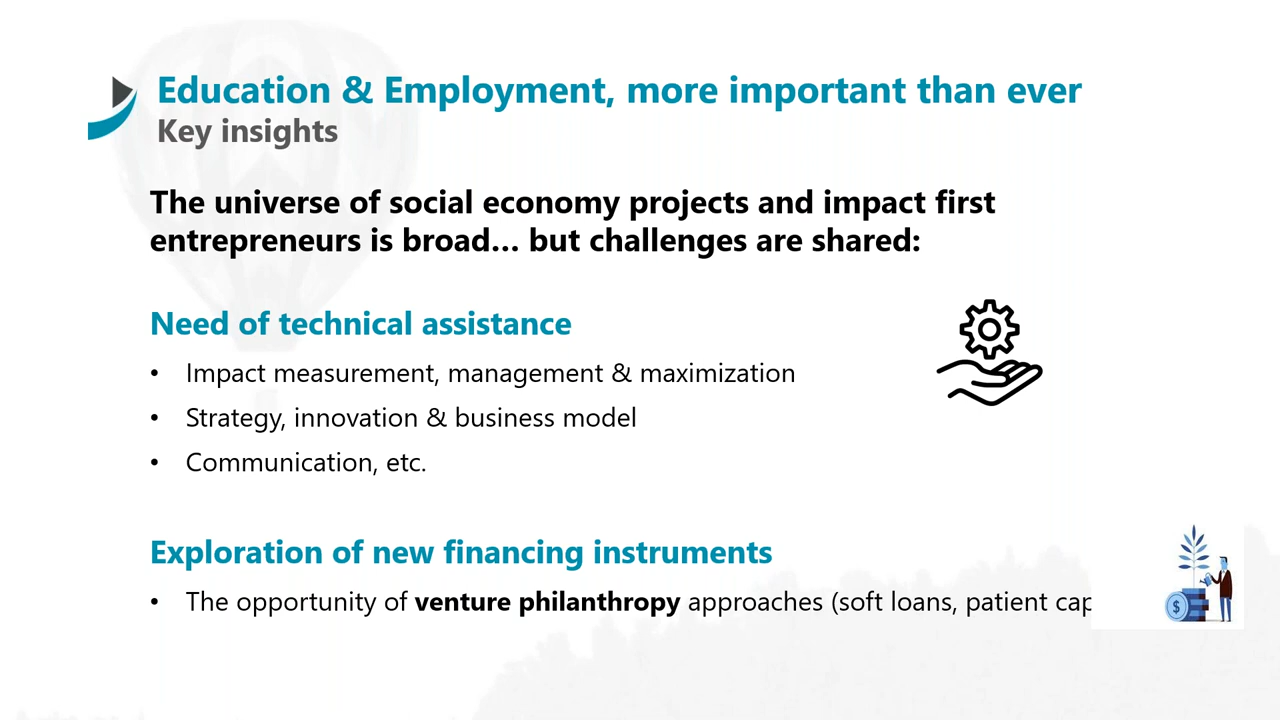 Education & Employment, more important than ever
Key insights
The universe of social economy projects and impact first
entrepreneurs is broad… but challenges are shared:
Need of technical assistance
• Impact measurement, management & maximization
• Strategy, innovation & business model
• Communication, etc.
Exploration of new financing instruments
• The opportunity of venture philanthropy approaches (soft loans, patient cap
$